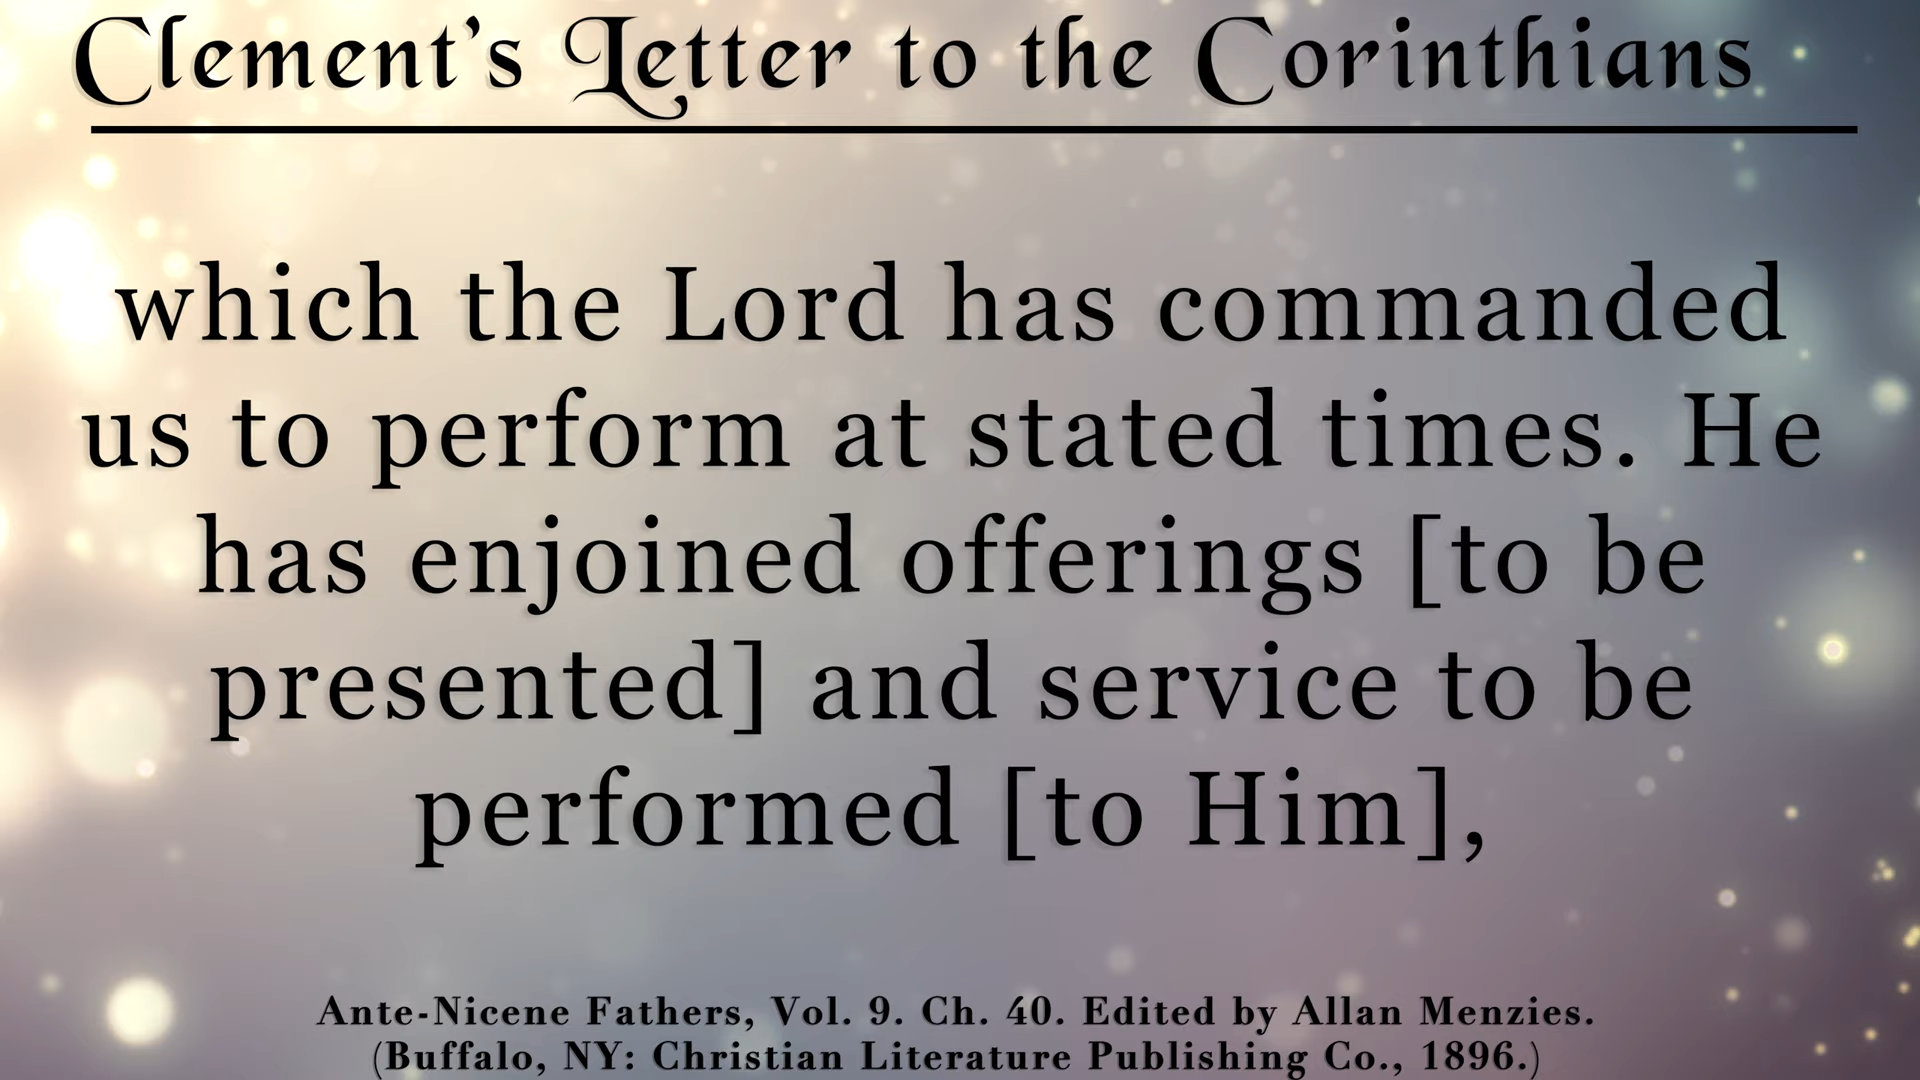 Clement's Letter to the Corinthians
which the Lord has commanded
us to perform at stated times. He
has enjoined offerings [to be
presented] and service to be
performed [to Him],
Ante-Nicene Fathers, Vol. 9. Ch. 40. Edited by Allan Menzies.
(Buffalo, NY: Christian Literature Publishing Co., 1896.)